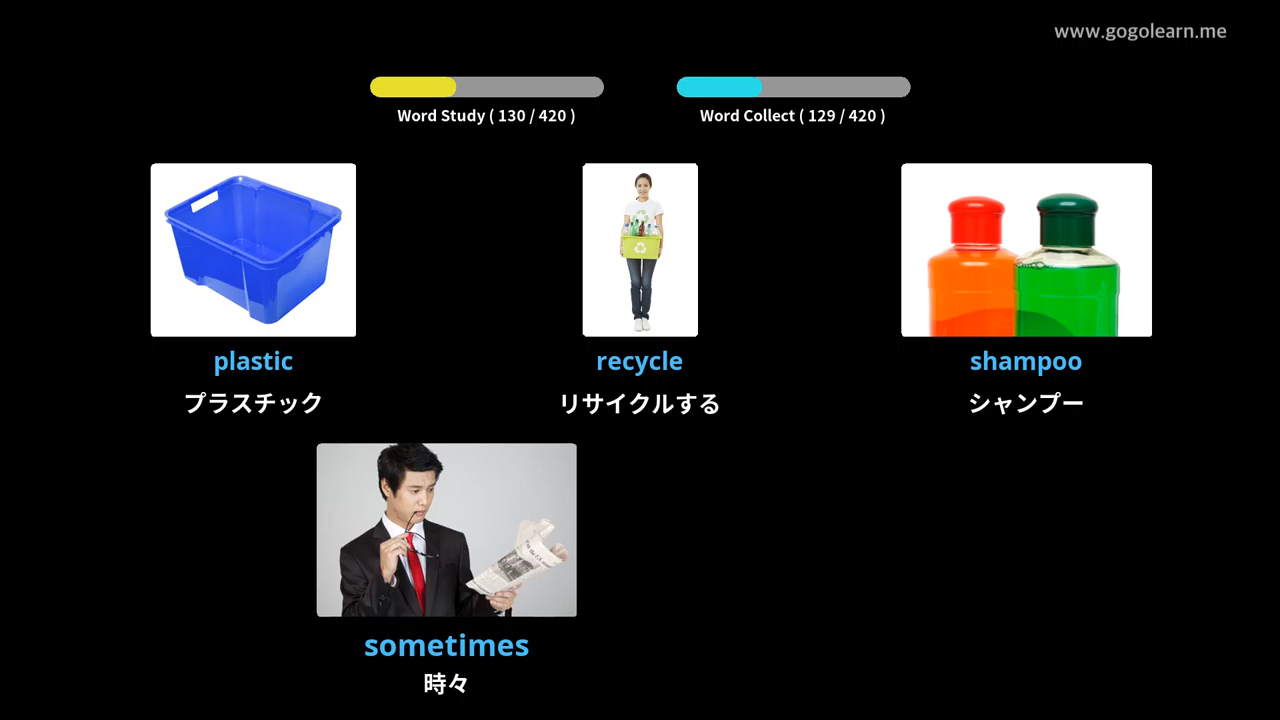 www.gogolearn.me
Word Study ( 130 / 420 )
Word Collect ( 129 / 420 )
plastic
プラスチック
recycle
リサイクルする
shampoo
シャンプー
sometimes
時々